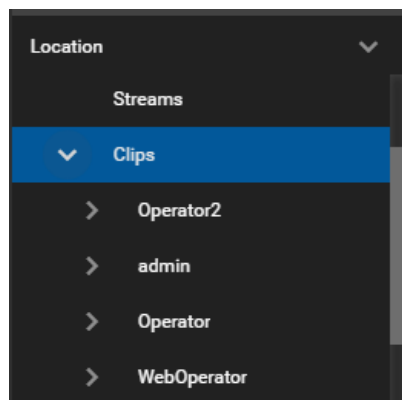 Location
Streams
Clips
Operator2
admin
Operator
WebOperator